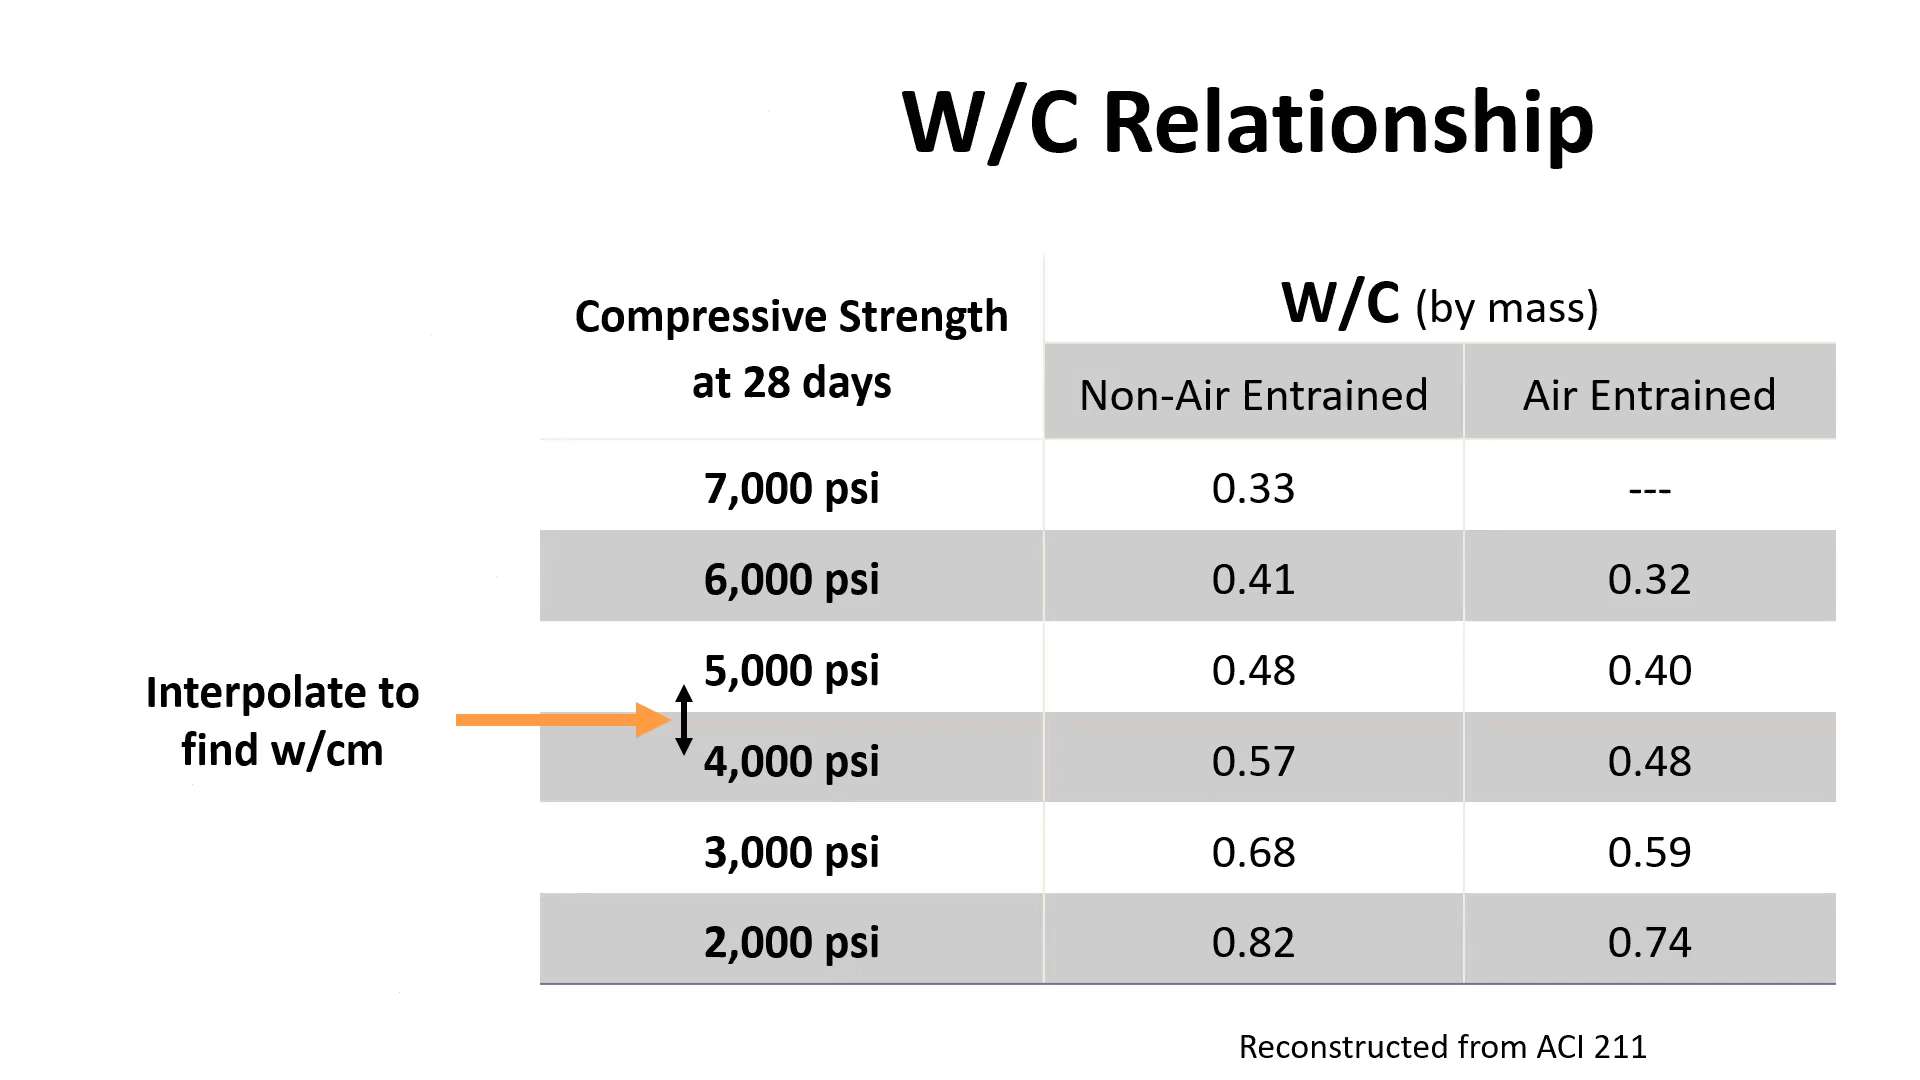 W/C Relationship
Compressive Strength
at 28 days
W/C (by mass)
Non-Air Entrained Air Entrained
7,000 psi 0.33 ---
6,000 psi 0.41 0.32
5,000 psi 0.48 0.40
Interpolate to
find w/cm
4,000 psi 0.57 0.48
3,000 psi 0.68 0.59
2,000 psi 0.82 0.74
Reconstructed from ACI 211